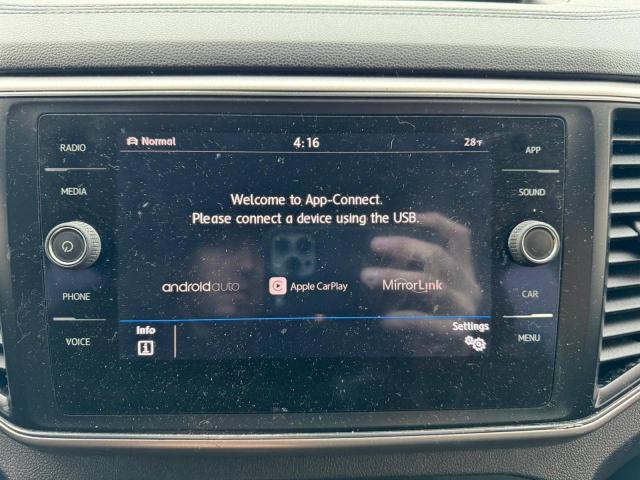 RADIO
MEDIA
PHONE
VOICE
Normal 4:16 28°F
Welcome to App-Connect.
Please connect a device using the USB.
androidauto Apple CarPlay MirrorLink
Info Settings
APP
SOUND
CAR
MENU